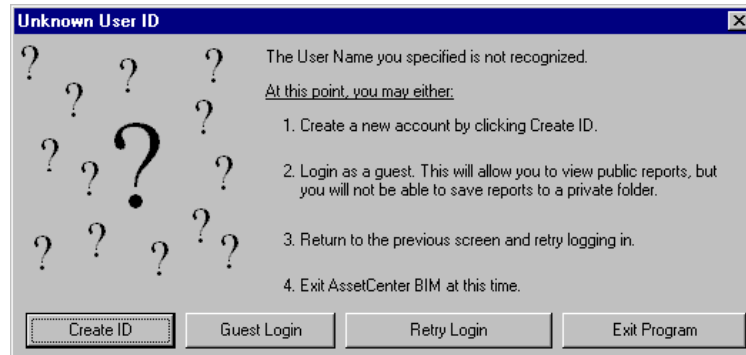 Unknown User ID
The User Name you specified is not recognized.
At this point, you may either:
1. Create a new account by clicking Create ID.
2. Login as a guest. This will allow you to view public reports, but
you will not be able to save reports to a private folder.
3. Return to the previous screen and retry logging in.
4. Exit AssetCenter BIM at this time.
Create ID
Guest Login
Retry Login
Exit Program